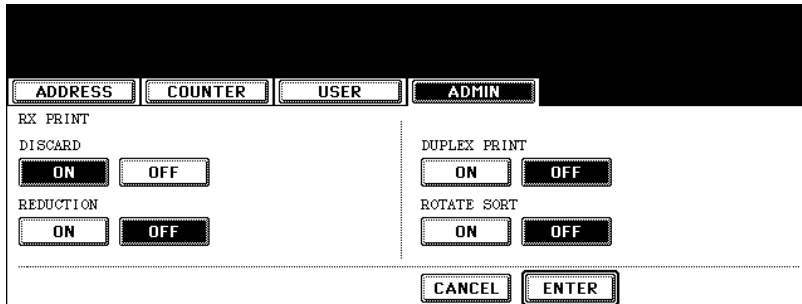 ADDRESS COUNTER USER ADMIN
RX PRINT
DISCARD
ON OFF
REDUCTION
ON OFF
DUPLEX PRINT
ON OFF
ROTATE SORT
ON OFF
CANCEL ENTER